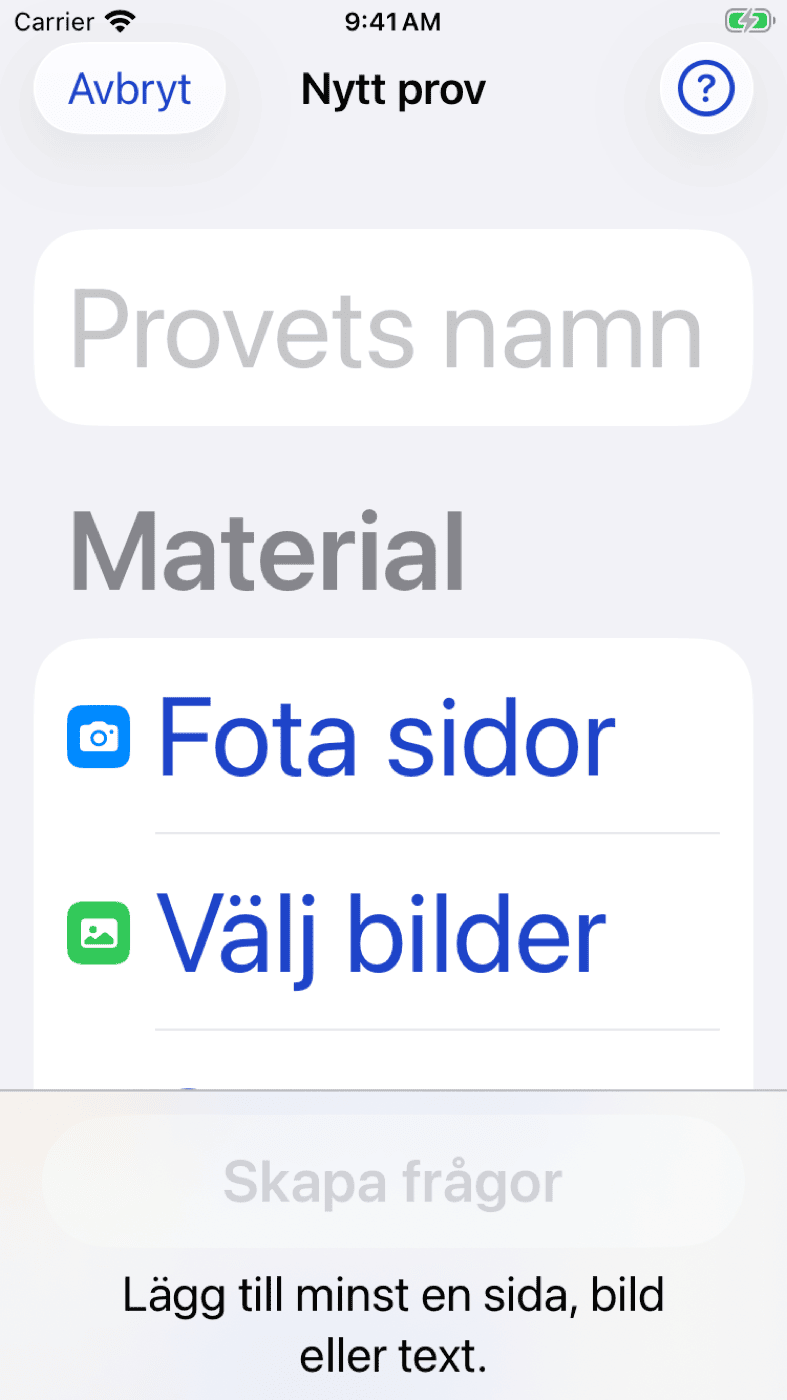 Carrier 9:41 AM
Avbryt Nytt prov ?
Provets namn
Material
Fota sidor
Välj bilder
Skapa frågor
Lägg till minst en sida, bild
eller text.